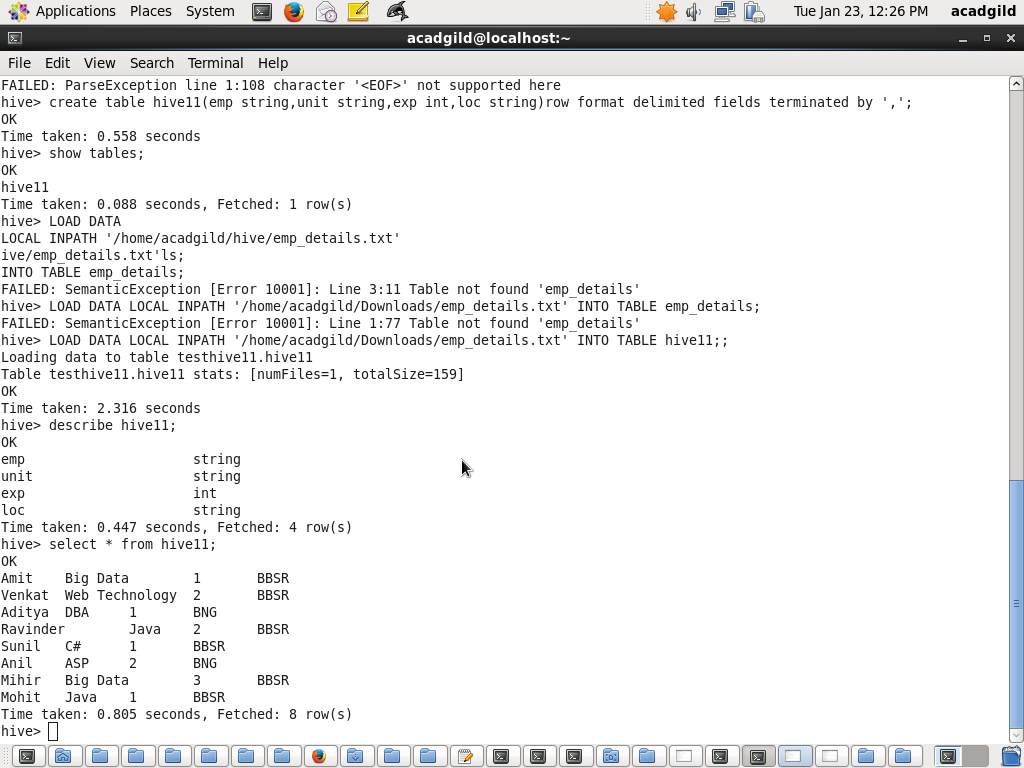 Applications Places System
Tue Jan 23, 12:26 PM acadgild
acadgild@localhost:~
File Edit View Search Terminal Help
FAILED: ParseException line 1:108 character '<EOF>' not supported here
hive> create table hive11(emp string,unit string,exp int,loc string)row format delimited fields terminated by ',';
OK
Time taken: 0.558 seconds
hive> show tables;
OK
hive11
Time taken: 0.088 seconds, Fetched: 1 row(s)
hive> LOAD DATA
LOCAL INPATH '/home/acadgild/hive/emp_details.txt'
ive/emp_details.txt'ls;
INTO TABLE emp_details;
FAILED: SemanticException [Error 10001]: Line 3:11 Table not found 'emp_details'
hive> LOAD DATA LOCAL INPATH '/home/acadgild/Downloads/emp_details.txt' INTO TABLE emp_details;
FAILED: SemanticException [Error 10001]: Line 1:77 Table not found 'emp_details'
hive> LOAD DATA LOCAL INPATH '/home/acadgild/Downloads/emp_details.txt' INTO TABLE hive11;;
Loading data to table testhive11.hive11
Table testhive11.hive11 stats: [numFiles=1, totalSize=159]
OK
Time taken: 2.316 seconds
hive> describe hive11;
OK
emp string
unit string
exp int
loc string
Time taken: 0.447 seconds, Fetched: 4 row(s)
hive> select * from hive11;
OK
Amit Big Data 1 BBSR
Venkat Web Technology 2 BBSR
Aditya DBA 1 BNG
Ravinder Java 2 BBSR
Sunil C# 1 BBSR
Anil ASP 2 BNG
Mihir Big Data 3 BBSR
Mohit Java 1 BBSR
Time taken: 0.805 seconds, Fetched: 8 row(s)
hive>